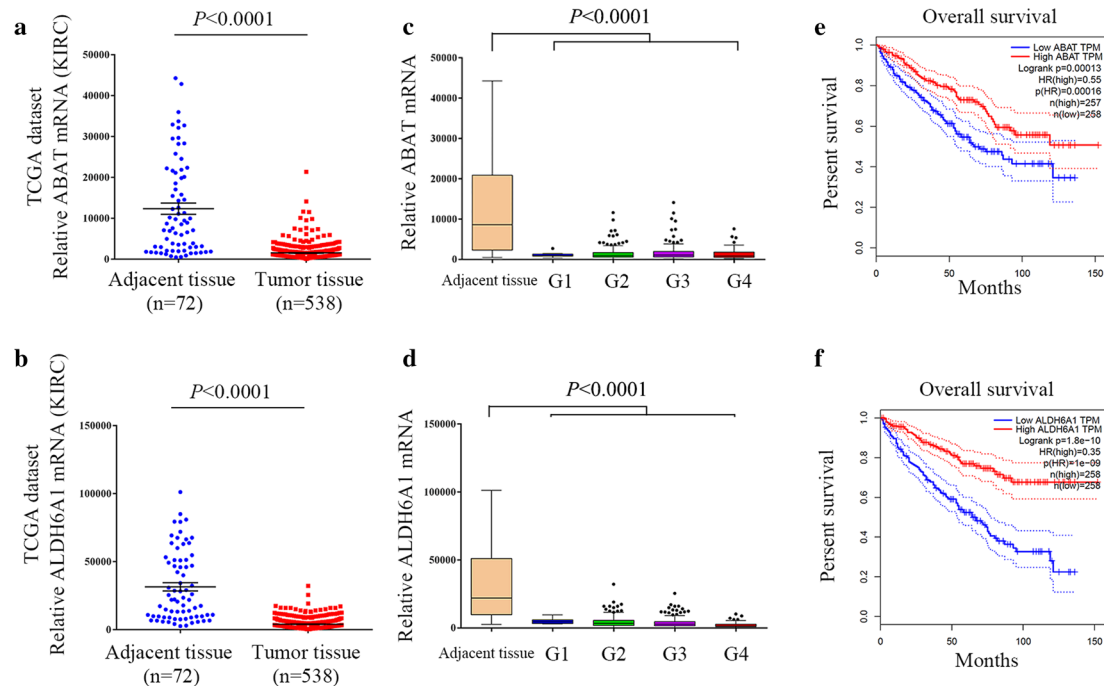 a
P<0.0001
TCGA dataset
Relative ABAT mRNA (KIRC)
50000
40000
30000
20000
10000
0
Adjacent tissue
(n=72)
Tumor tissue
(n=538)
c
P<0.0001
Relative ABAT mRNA
50000
40000
30000
20000
10000
0
Adjacent tissue
G1
G2
G3
G4
e
Overall survival
Low ABAT TPM
High ABAT TPM
Logrank p=0.00013
HR(high)=0.55
p(HR)=0.00016
n(high)=257
n(low)=258
Persent survival
1.0
0.8
0.6
0.4
0.2
0.0
0
50
100
150
Months
b
P<0.0001
TCGA dataset
Relative ALDH6A1 mRNA (KIRC)
150000
100000
50000
0
Adjacent tissue
(n=72)
Tumor tissue
(n=538)
d
P<0.0001
Relative ALDH6A1 mRNA
150000
100000
50000
0
Adjacent tissue
G1
G2
G3
G4
f
Overall survival
Low ALDH6A1 TPM
High ALDH6A1 TPM
Logrank p=1.8e−10
HR(high)=0.35
p(HR)=1e−09
n(high)=258
n(low)=258
Persent survival
1.0
0.8
0.6
0.4
0.2
0.0
0
50
100
150
Months